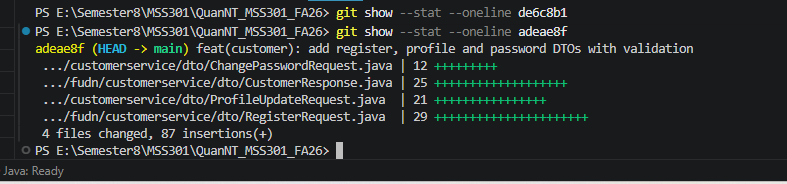 PS E:\Semester8\MSS301\QuanNT_MSS301_FA26> git show --stat --oneline de6c8b1
PS E:\Semester8\MSS301\QuanNT_MSS301_FA26> git show --stat --oneline adeae8f
adeae8f (HEAD -> main) feat(customer): add register, profile and password DTOs with validation
.../customerservice/dto/ChangePasswordRequest.java | 12 +++++++++
.../fudn/customerservice/dto/CustomerResponse.java | 25 +++++++++++++++++++
.../customerservice/dto/ProfileUpdateRequest.java  | 21 ++++++++++++++++
.../fudn/customerservice/dto/RegisterRequest.java  | 29 ++++++++++++++++++++++
4 files changed, 87 insertions(+)
PS E:\Semester8\MSS301\QuanNT_MSS301_FA26>
Java: Ready